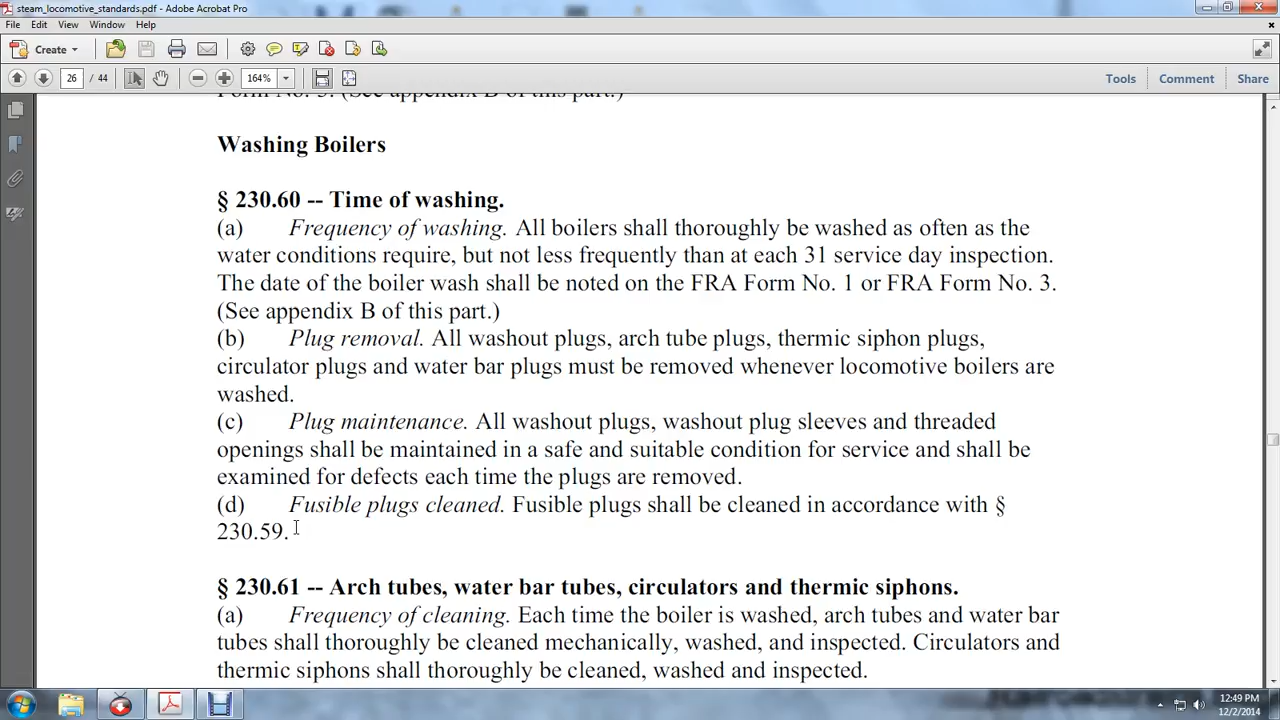 steam_locomotive_standards.pdf - Adobe Acrobat Pro
File Edit View Window Help
Create
26 / 44 164% Tools Comment Share
Form No. 3. (See appendix B of this part.)
Washing Boilers
§ 230.60 -- Time of washing.
(a) Frequency of washing. All boilers shall thoroughly be washed as often as the
water conditions require, but not less frequently than at each 31 service day inspection.
The date of the boiler wash shall be noted on the FRA Form No. 1 or FRA Form No. 3.
(See appendix B of this part.)
(b) Plug removal. All washout plugs, arch tube plugs, thermic siphon plugs,
circulator plugs and water bar plugs must be removed whenever locomotive boilers are
washed.
(c) Plug maintenance. All washout plugs, washout plug sleeves and threaded
openings shall be maintained in a safe and suitable condition for service and shall be
examined for defects each time the plugs are removed.
(d) Fusible plugs cleaned. Fusible plugs shall be cleaned in accordance with §
230.59.
§ 230.61 -- Arch tubes, water bar tubes, circulators and thermic siphons.
(a) Frequency of cleaning. Each time the boiler is washed, arch tubes and water bar
tubes shall thoroughly be cleaned mechanically, washed, and inspected. Circulators and
thermic siphons shall thoroughly be cleaned, washed and inspected.
12:49 PM
12/2/2014